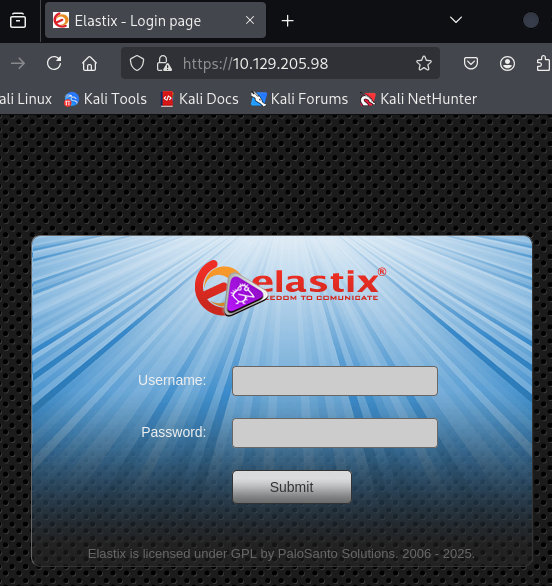 Elastix - Login page
https://10.129.205.98
ali Linux Kali Tools Kali Docs Kali Forums Kali NetHunter
elastix®
EEDOM TO COMUNICATE
Username:
Password:
Submit
Elastix is licensed under GPL by PaloSanto Solutions. 2006 - 2025.